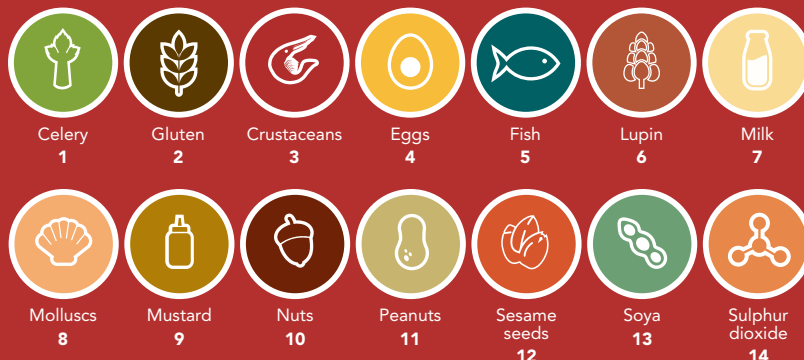 Celery Gluten Crustaceans Eggs Fish Lupin Milk
1 2 3 4 5 6 7
Molluscs Mustard Nuts Peanuts Sesame seeds Soya Sulphur dioxide
8 9 10 11 12 13 14